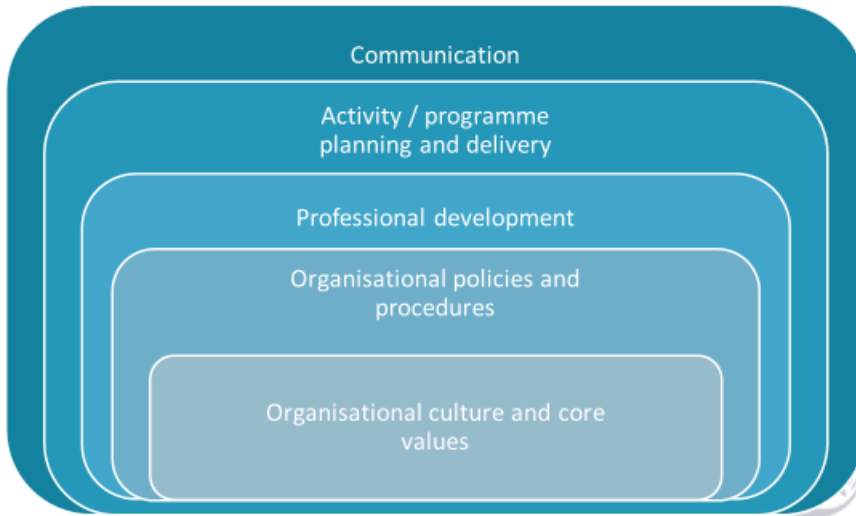 Communication
Activity / programme
planning and delivery
Professional development
Organisational policies and
procedures
Organisational culture and core
values